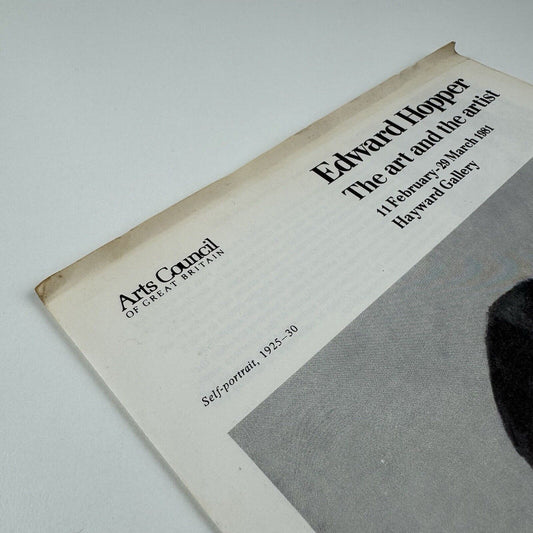 Edward Hopper
The art and the artist
11 February-29 March 1981
Hayward Gallery
Arts Council
OF GREAT BRITAIN
Self-portrait, 1925–30